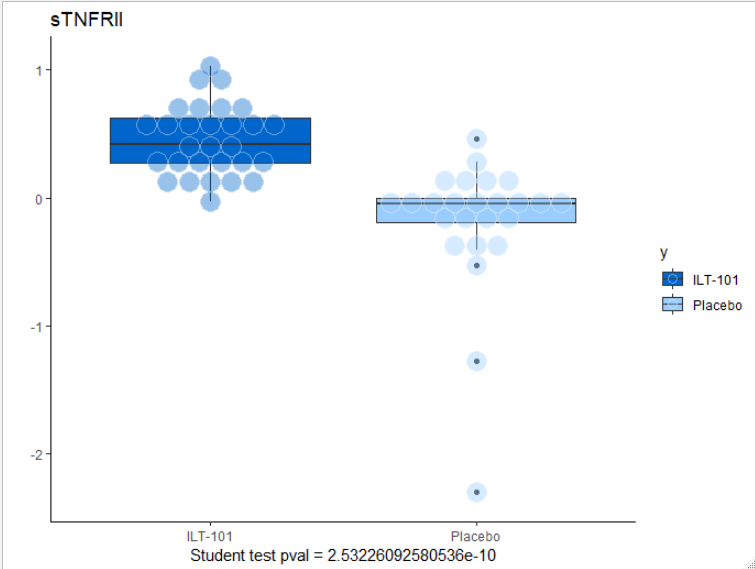 sTNFRII
1
0
-1
-2
ILT-101 Placebo
Student test pval = 2.53226092580536e-10
y
ILT-101
Placebo